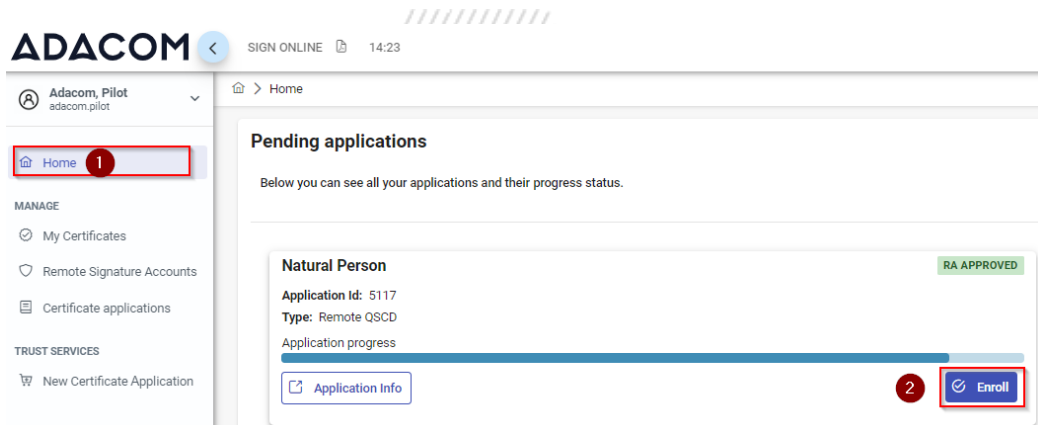 ADACOM
SIGN ONLINE 14:23
Adacom, Pilot
adacom.pilot
Home
Home 1
MANAGE
My Certificates
Remote Signature Accounts
Certificate applications
TRUST SERVICES
New Certificate Application
Pending applications
Below you can see all your applications and their progress status.
Natural Person RA APPROVED
Application Id: 5117
Type: Remote QSCD
Application progress
Application Info 2 Enroll